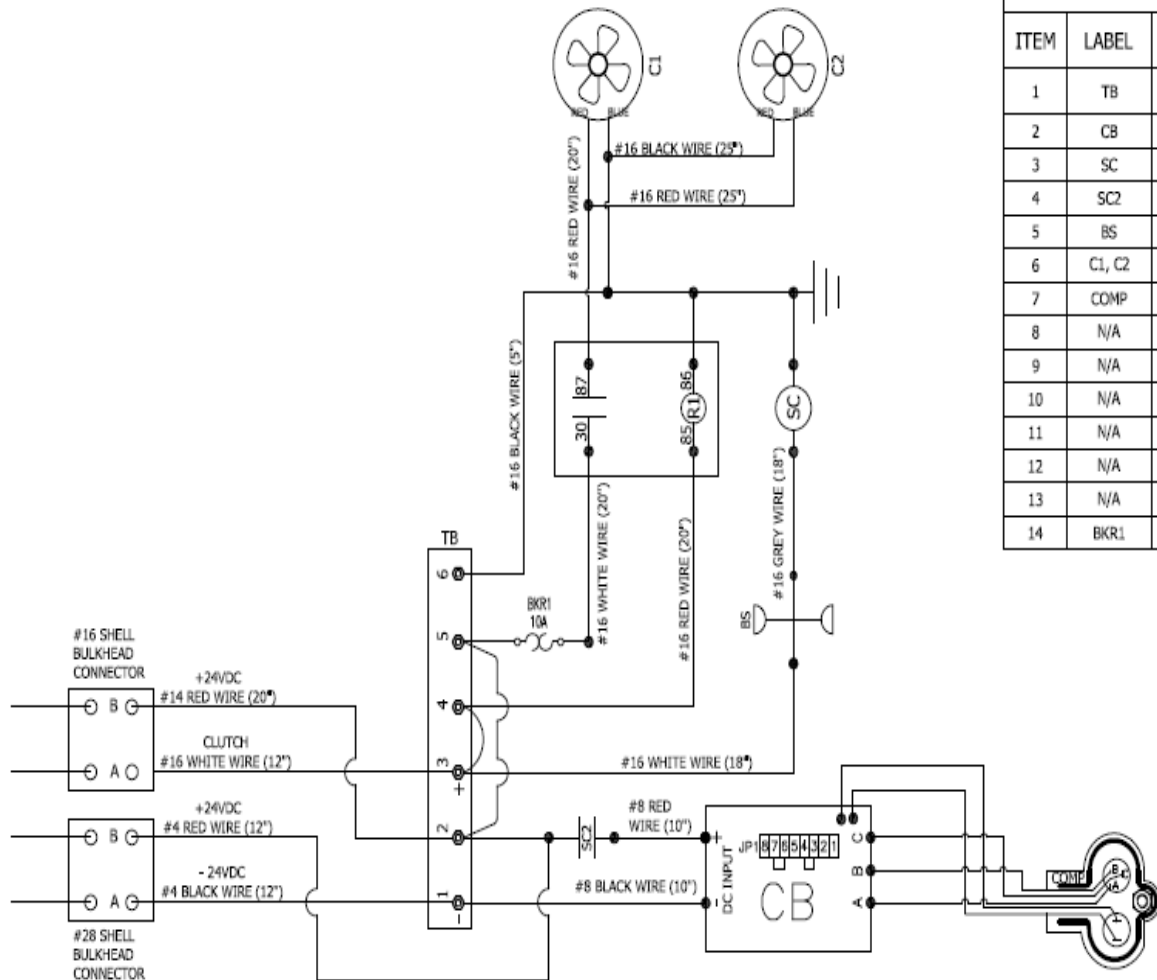 C1
C2
RED BLUE
RED BLUE
#16 BLACK WIRE (25")
#16 RED WIRE (25")
#16 RED WIRE (20")
#16 BLACK WIRE (5")
87
30
86
R1
85
SC
#16 WHITE WIRE (20")
#16 RED WIRE (20")
#16 GREY WIRE (18")
BS
TB
6
5
4
3
+
2
1
-
BKR1
10A
#16 SHELL
BULKHEAD
CONNECTOR
B
A
+24VDC
#14 RED WIRE (20")
CLUTCH
#16 WHITE WIRE (12")
+24VDC
#4 RED WIRE (12")
- 24VDC
#4 BLACK WIRE (12")
B
A
#28 SHELL
BULKHEAD
CONNECTOR
#16 WHITE WIRE (18")
SC2
#8 RED
WIRE (10")
#8 BLACK WIRE (10")
+
-
DC INPUT
JP1 8 7 6 5 4 3 2 1
CB
C
B
A
COMP
B
C
A
ITEM LABEL
1 TB
2 CB
3 SC
4 SC2
5 BS
6 C1, C2
7 COMP
8 N/A
9 N/A
10 N/A
11 N/A
12 N/A
13 N/A
14 BKR1